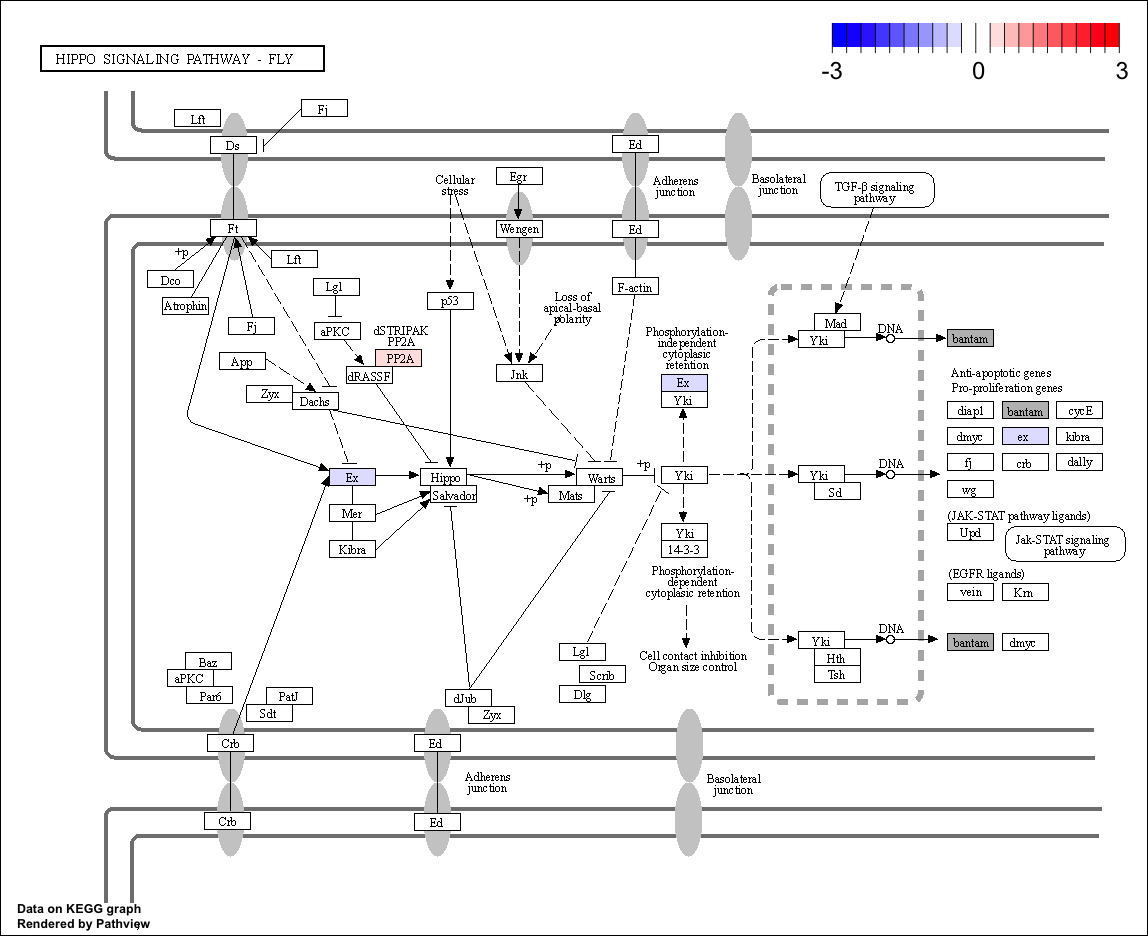 HIPPO SIGNALING PATHWAY - FLY
-3
0
3
Lft
Fj
Ds
Ed
Cellular
stress
Egr
Adherens
junction
Basolateral
junction
TGF-β signaling
pathway
Ft
Wengen
Ed
+p
Lft
Dco
Atrophin
Lgl
p53
F-actin
Loss of
apical-basal
polarity
Fj
aPKC
dSTRIPAK
PP2A
PP2A
dRASSF
App
Zyx
Dachs
Jnk
Phosphorylation-
independent
cytoplasic
retention
Ex
Yki
Mad
Yki
DNA
bantam
Anti-apoptotic genes
Pro-proliferation genes
diap1
bantam
cycE
dmyc
ex
kibra
fj
crb
dally
wg
Ex
Hippo
Salvador
+p
+p
Warts
Mats
+p
Yki
Yki
Sd
DNA
Mer
Kibra
Yki
14-3-3
Phosphorylation-
dependent
cytoplasic retention
(JAK-STAT pathway ligands)
Upd
Jak-STAT signaling
pathway
(EGFR ligands)
vein
Krn
Cell contact inhibition
Organ size control
Yki
Hth
Tsh
DNA
bantam
dmyc
Lgl
Scrib
Dlg
Baz
aPKC
Par6
PatJ
Sdt
dJub
Zyx
Crb
Ed
Adherens
junction
Basolateral
junction
Crb
Ed
Data on KEGG graph
Rendered by Pathview